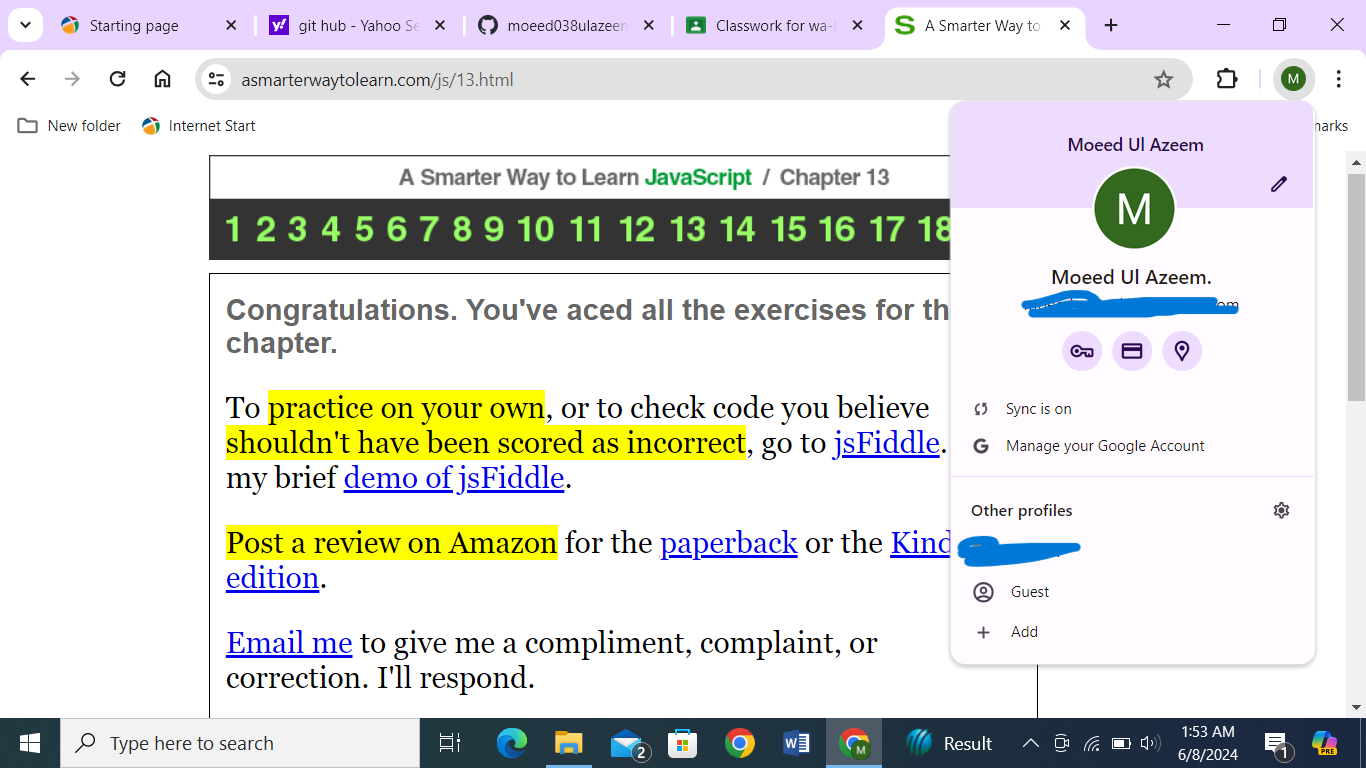 Starting page
git hub - Yahoo Se
moeed038ulazeem
Classwork for wa-
A Smarter Way to
asmarterwaytolearn.com/js/13.html
M
New folder
Internet Start
marks
A Smarter Way to Learn JavaScript / Chapter 13
1 2 3 4 5 6 7 8 9 10 11 12 13 14 15 16 17 18
Congratulations. You've aced all the exercises for th
chapter.
To practice on your own, or to check code you believe
shouldn't have been scored as incorrect, go to jsFiddle.
my brief demo of jsFiddle.
Post a review on Amazon for the paperback or the Kind
edition.
Email me to give me a compliment, complaint, or
correction. I'll respond.
Moeed Ul Azeem
M
Moeed Ul Azeem.
om
Sync is on
Manage your Google Account
Other profiles
Guest
Add
Type here to search
2
M
Result
1:53 AM
6/8/2024
1
PRE